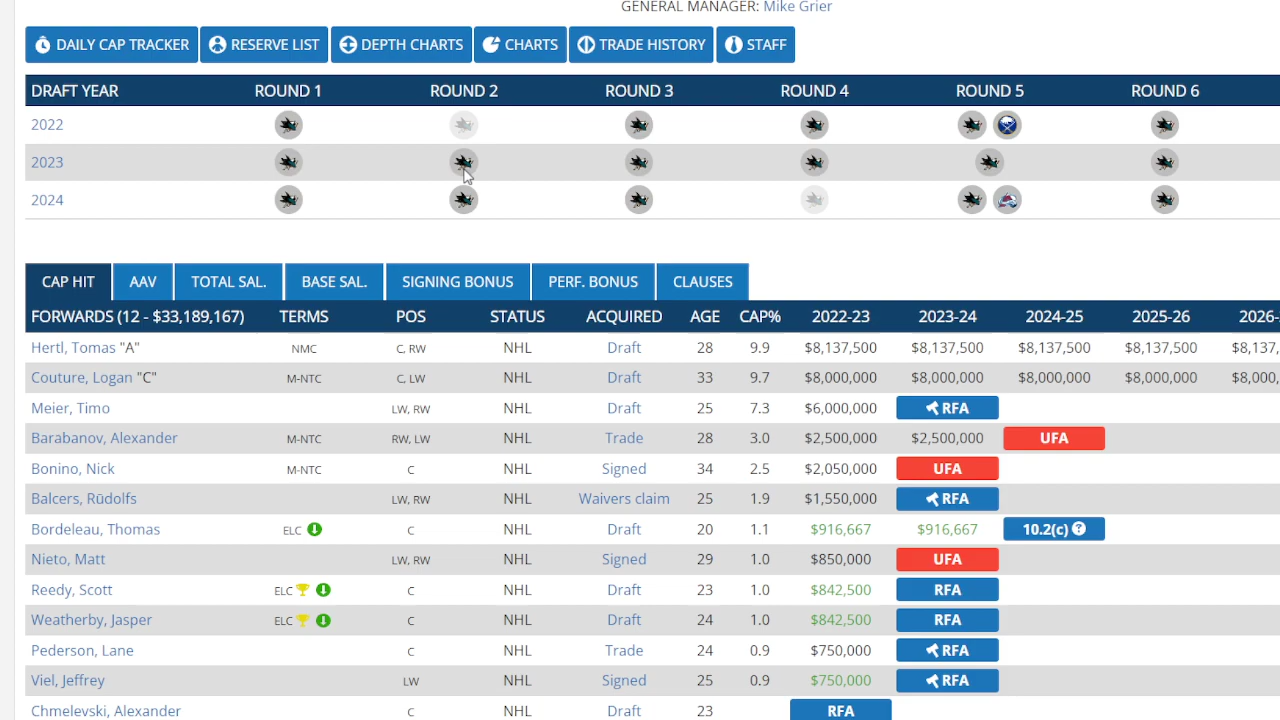 GENERAL MANAGER: Mike Grier
DAILY CAP TRACKER RESERVE LIST DEPTH CHARTS CHARTS TRADE HISTORY STAFF
DRAFT YEAR ROUND 1 ROUND 2 ROUND 3 ROUND 4 ROUND 5 ROUND 6
2022
2023
2024
CAP HIT AAV TOTAL SAL. BASE SAL. SIGNING BONUS PERF. BONUS CLAUSES
FORWARDS (12 - $33,189,167) TERMS POS STATUS ACQUIRED AGE CAP% 2022-23 2023-24 2024-25 2025-26 2026-
Hertl, Tomas "A" NMC C, RW NHL Draft 28 9.9 $8,137,500 $8,137,500 $8,137,500 $8,137,500 $8,137,
Couture, Logan "C" M-NTC C, LW NHL Draft 33 9.7 $8,000,000 $8,000,000 $8,000,000 $8,000,000 $8,000,
Meier, Timo LW, RW NHL Draft 25 7.3 $6,000,000 RFA
Barabanov, Alexander M-NTC RW, LW NHL Trade 28 3.0 $2,500,000 $2,500,000 UFA
Bonino, Nick M-NTC C NHL Signed 34 2.5 $2,050,000 UFA
Balcers, Rūdolfs LW, RW NHL Waivers claim 25 1.9 $1,550,000 RFA
Bordeleau, Thomas ELC C NHL Draft 20 1.1 $916,667 $916,667 10.2(c) ?
Nieto, Matt LW, RW NHL Signed 29 1.0 $850,000 UFA
Reedy, Scott ELC C NHL Draft 23 1.0 $842,500 RFA
Weatherby, Jasper ELC C NHL Draft 24 1.0 $842,500 RFA
Pederson, Lane C NHL Trade 24 0.9 $750,000 RFA
Viel, Jeffrey LW NHL Signed 25 0.9 $750,000 RFA
Chmelevski, Alexander C NHL Draft 23 RFA